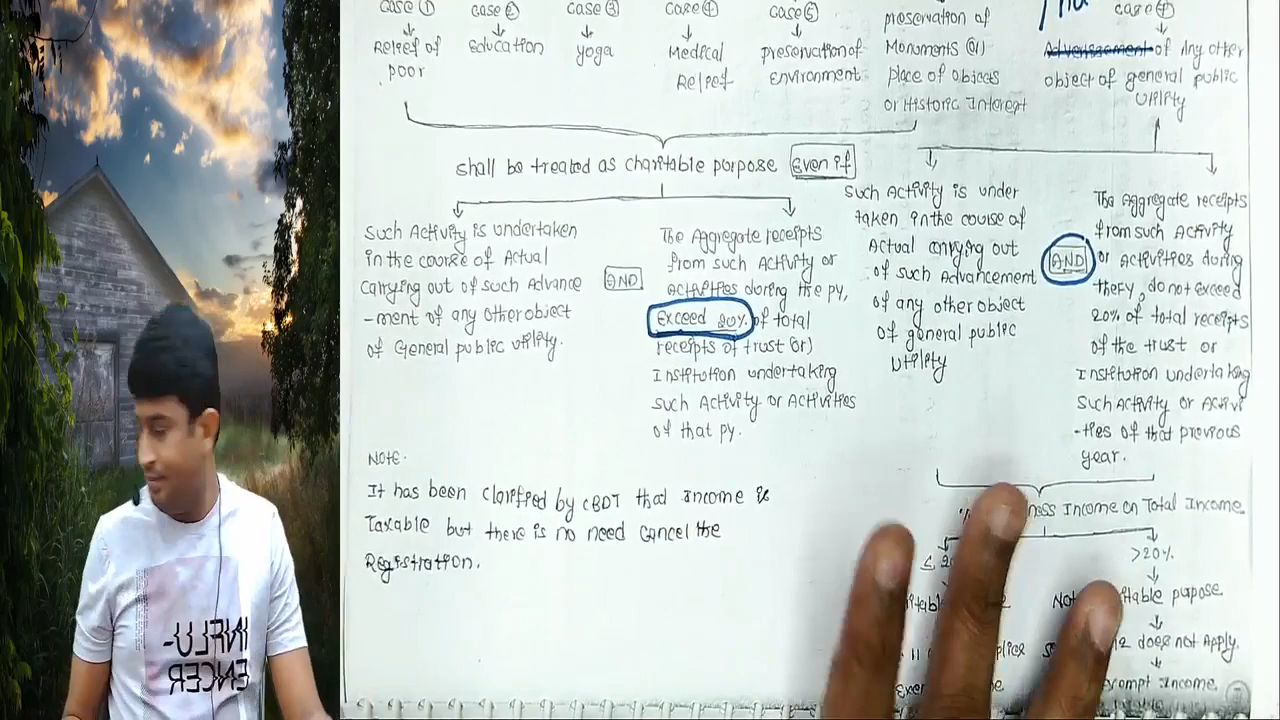 case ①
case ②
case ③
case ④
case ⑤
case ④
Relief of
poor
Education
yoga
Medical
Relief
preservation of
Environment
preservation of
Monuments (or)
place of objects
or Historic Interest
Advensement of Any other
object of general public
utility
shall be treated as charitable purpose Even if
such Activity is undertaken
in the course of Actual
carrying out of such Advance
-ment of any other object
of General public utility.
AND
The Aggregate receipts
from such Activity or
Activities during the py,
Exceed 20% of total
receipts of trust (or)
Institution undertaking
such Activity or Activities
of that py.
such Activity is under
taken in the course of
Actual carrying out
of such Advancement
of any other object
of general public
utility
AND
The Aggregate receipts
from such Activity
or Activities during
the py, do not exceed
20% of total receipts
of the trust or
Institution undertaking
such Activity or Activi
-ties of that previous
year.
Note.
It has been clarified by CBDT that Income is
Taxable but there is no need cancel the
Registration.
Income on Total Income
>20%
purpose
does not Apply.
Income
INFLU-
ENCER